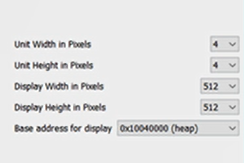 Unit Width in Pixels 4
Unit Height in Pixels 4
Display Width in Pixels 512
Display Height in Pixels 512
Base address for display 0x10040000 (heap)